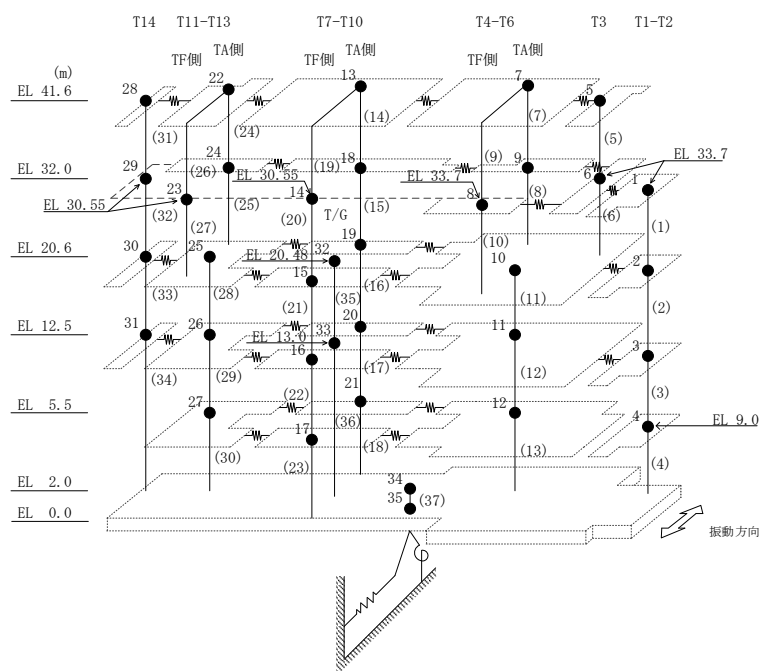 T14 T11−T13 T7−T10 T4−T6 T3 T1−T2
TF側 TA側 TF側 TA側 TF側 TA側
(m)
EL 41.6 28 22 13 7 5
(31) (24) (14) (7) (5)
EL 32.0 29 24 18 9 6 EL 33.7
(26) EL 30.55 (19) EL 33.7 (9) 1
EL 30.55 (32) 23 (25) 14 (15) 8 (8) (6)
(27) (20) T/G (10) (1)
EL 20.6 30 25 32 19 10 2
EL 20.48
(33) (28) 15 (35) (16) (11) (2)
(21)
EL 12.5 31 26 33 20 11 3
EL 13.0
(34) (29) 16 (17) (12) (3)
EL 5.5 27 (22) 21 12 4 EL 9.0
(36)
(30) 17 (18) (13) (4)
(23)
EL 2.0 34
35 (37)
EL 0.0
振動方向